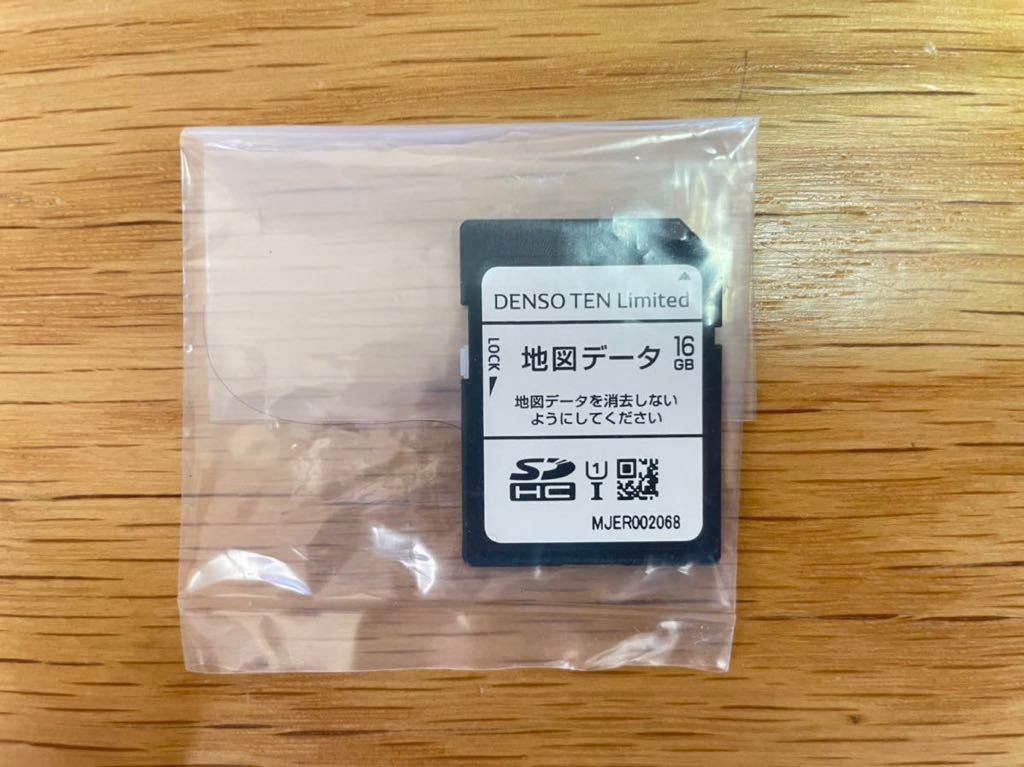 DENSO TEN Limited
LOCK
地図データ
16
GB
地図データを消去しない
ようにしてください
SD
HC
1
I
MJER002068